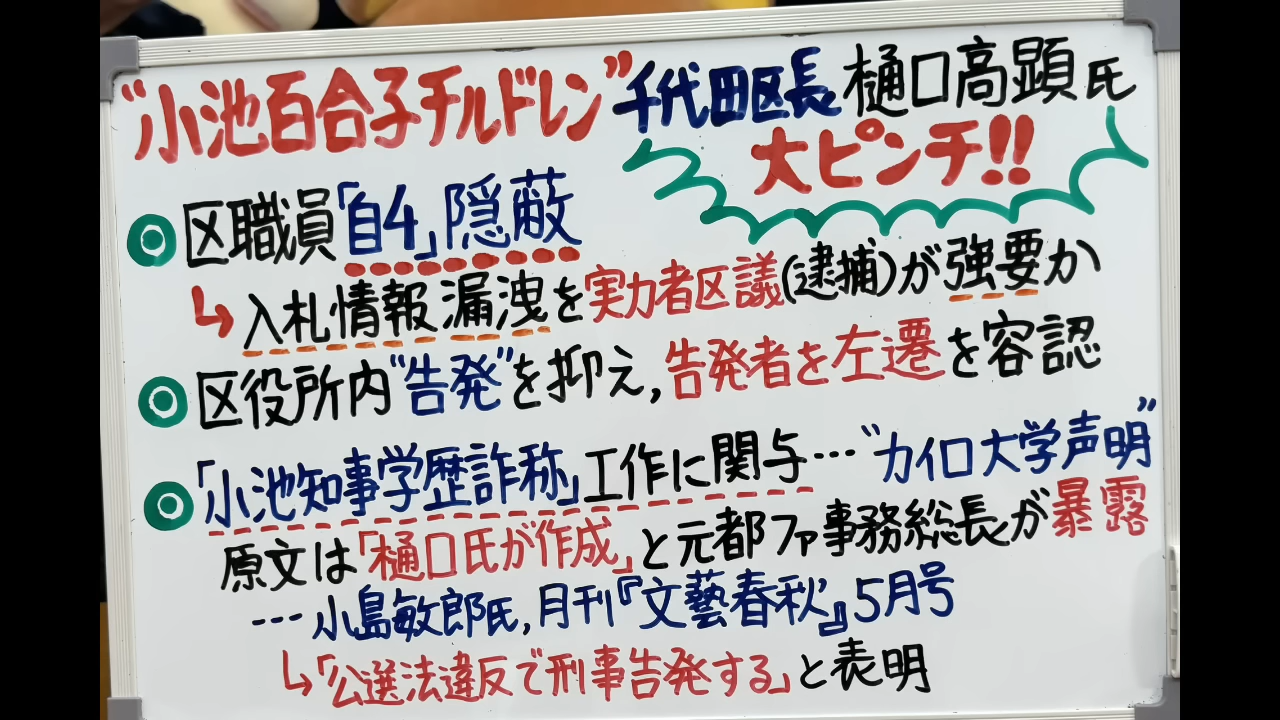 “小池百合子チルドレン”千代田区長 樋口高顕氏
大ピンチ!!
◎区職員「自4」隠蔽
↳入札情報漏洩を実力者区議(逮捕)が強要か
◎区役所内“告発”を抑え,告発者を左遷を容認
◎「小池知事学歴詐称」工作に関与…“カイロ大学声明”
原文は「樋口氏が作成」と元都ファ事務総長が暴露
…小島敏郎氏,月刊『文藝春秋』5月号
↳「公選法違反で刑事告発する」と表明